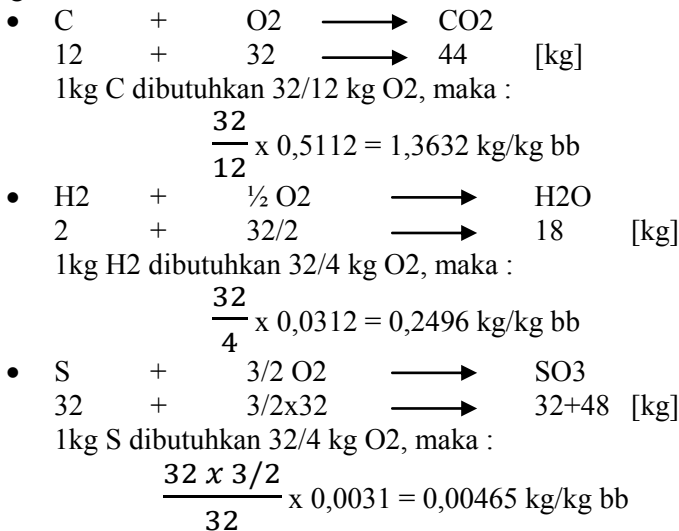 • C + O2 ⟶ CO2
12 + 32 ⟶ 44 [kg]
1kg C dibutuhkan 32/12 kg O2, maka :
32/12 x 0,5112 = 1,3632 kg/kg bb
• H2 + ½ O2 ⟶ H2O
2 + 32/2 ⟶ 18 [kg]
1kg H2 dibutuhkan 32/4 kg O2, maka :
32/4 x 0,0312 = 0,2496 kg/kg bb
• S + 3/2 O2 ⟶ SO3
32 + 3/2x32 ⟶ 32+48 [kg]
1kg S dibutuhkan 32/4 kg O2, maka :
32 x 3/2 / 32 x 0,0031 = 0,00465 kg/kg bb